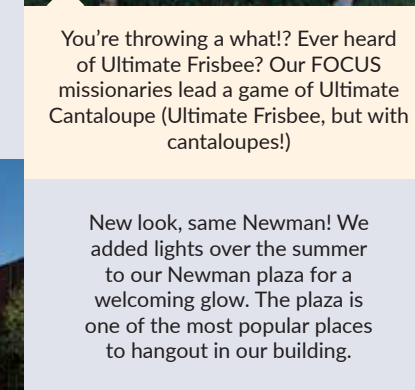 You’re throwing a what!? Ever heard
of Ultimate Frisbee? Our FOCUS
missionaries lead a game of Ultimate
Cantaloupe (Ultimate Frisbee, but with
cantaloupes!)
New look, same Newman! We
added lights over the summer
to our Newman plaza for a
welcoming glow. The plaza is
one of the most popular places
to hangout in our building.